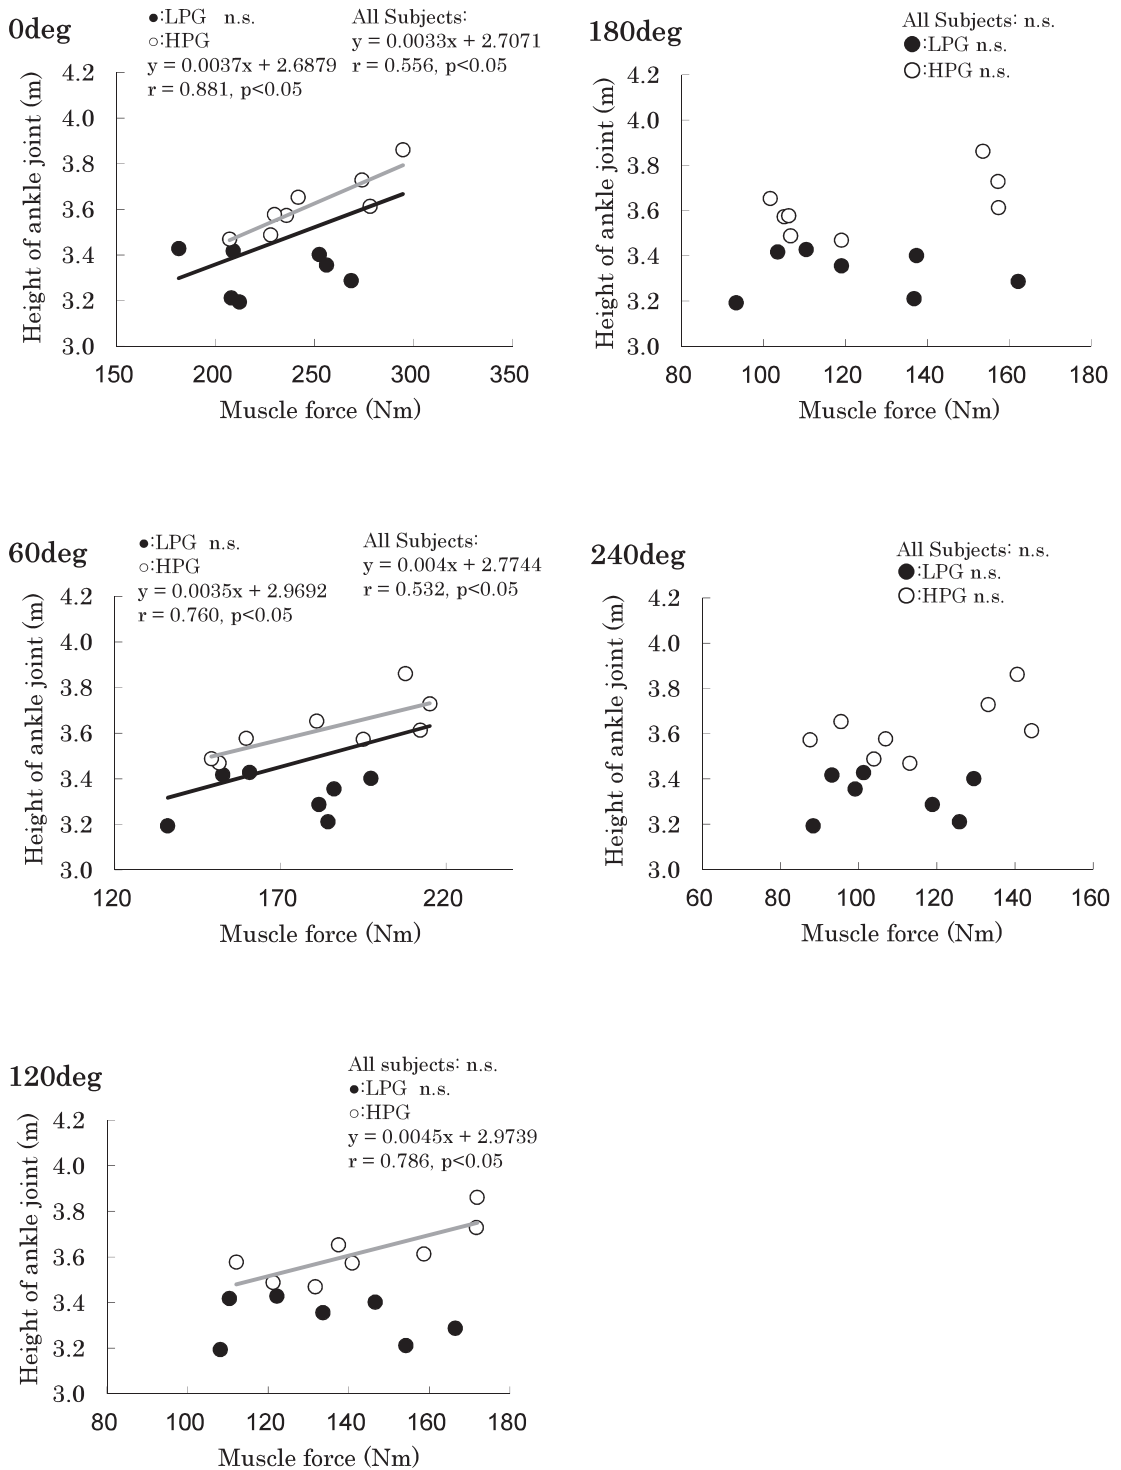 0deg
●:LPG n.s.
○:HPG
y = 0.0037x + 2.6879
r = 0.881, p<0.05
All Subjects:
y = 0.0033x + 2.7071
r = 0.556, p<0.05
Height of ankle joint (m)
4.2
4.0
3.8
3.6
3.4
3.2
3.0
150 200 250 300 350
Muscle force (Nm)
180deg
All Subjects: n.s.
●:LPG n.s.
○:HPG n.s.
Height of ankle joint (m)
4.2
4.0
3.8
3.6
3.4
3.2
3.0
80 100 120 140 160 180
Muscle force (Nm)
60deg
●:LPG n.s.
○:HPG
y = 0.0035x + 2.9692
r = 0.760, p<0.05
All Subjects:
y = 0.004x + 2.7744
r = 0.532, p<0.05
Height of ankle joint (m)
4.2
4.0
3.8
3.6
3.4
3.2
3.0
120 170 220
Muscle force (Nm)
240deg
All Subjects: n.s.
●:LPG n.s.
○:HPG n.s.
Height of ankle joint (m)
4.2
4.0
3.8
3.6
3.4
3.2
3.0
60 80 100 120 140 160
Muscle force (Nm)
120deg
All subjects: n.s.
●:LPG n.s.
○:HPG
y = 0.0045x + 2.9739
r = 0.786, p<0.05
Height of ankle joint (m)
4.2
4.0
3.8
3.6
3.4
3.2
3.0
80 100 120 140 160 180
Muscle force (Nm)